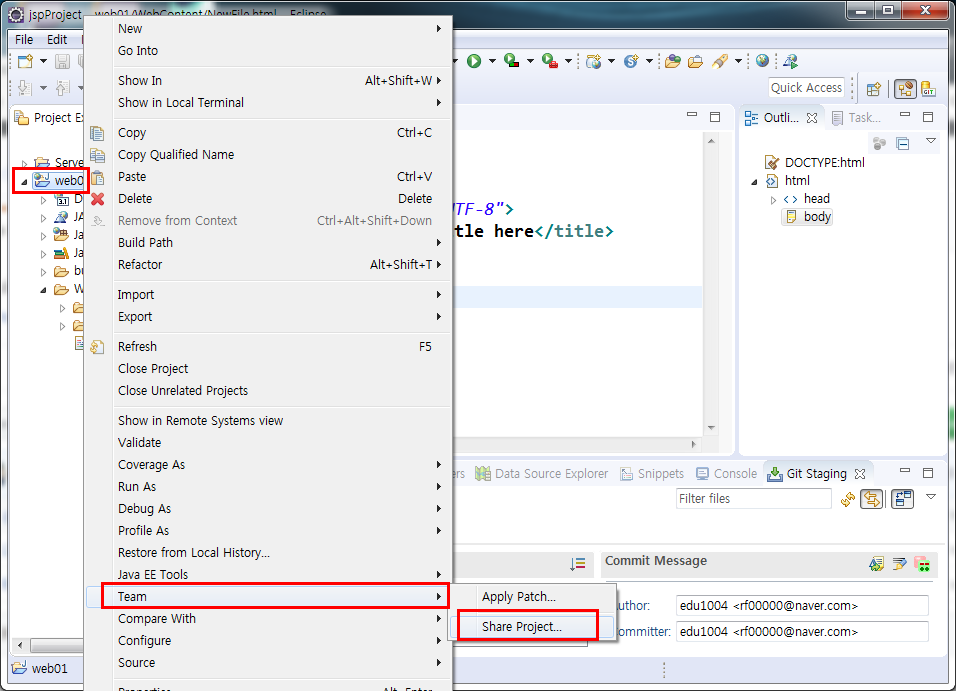 jspProject - web01/WebContent/NewFile.html - Eclipse
File Edit
Quick Access
Project Ex
Serve
web0
D
JA
Ja
Ja
bu
W
New
Go Into
Show In Alt+Shift+W
Show in Local Terminal
Copy Ctrl+C
Copy Qualified Name
Paste Ctrl+V
Delete Delete
Remove from Context Ctrl+Alt+Shift+Down
Build Path
Refactor Alt+Shift+T
Import
Export
Refresh F5
Close Project
Close Unrelated Projects
Show in Remote Systems view
Validate
Coverage As
Run As
Debug As
Profile As
Restore from Local History...
Java EE Tools
Team
Compare With
Configure
Source
Properties Alt+Enter
Apply Patch...
Share Project...
TF-8">
tle here</title>
Outli... Task...
DOCTYPE:html
html
head
body
ers Data Source Explorer Snippets Console Git Staging
Filter files
Commit Message
uthor: edu1004 <rf00000@naver.com>
ommitter: edu1004 <rf00000@naver.com>
web01